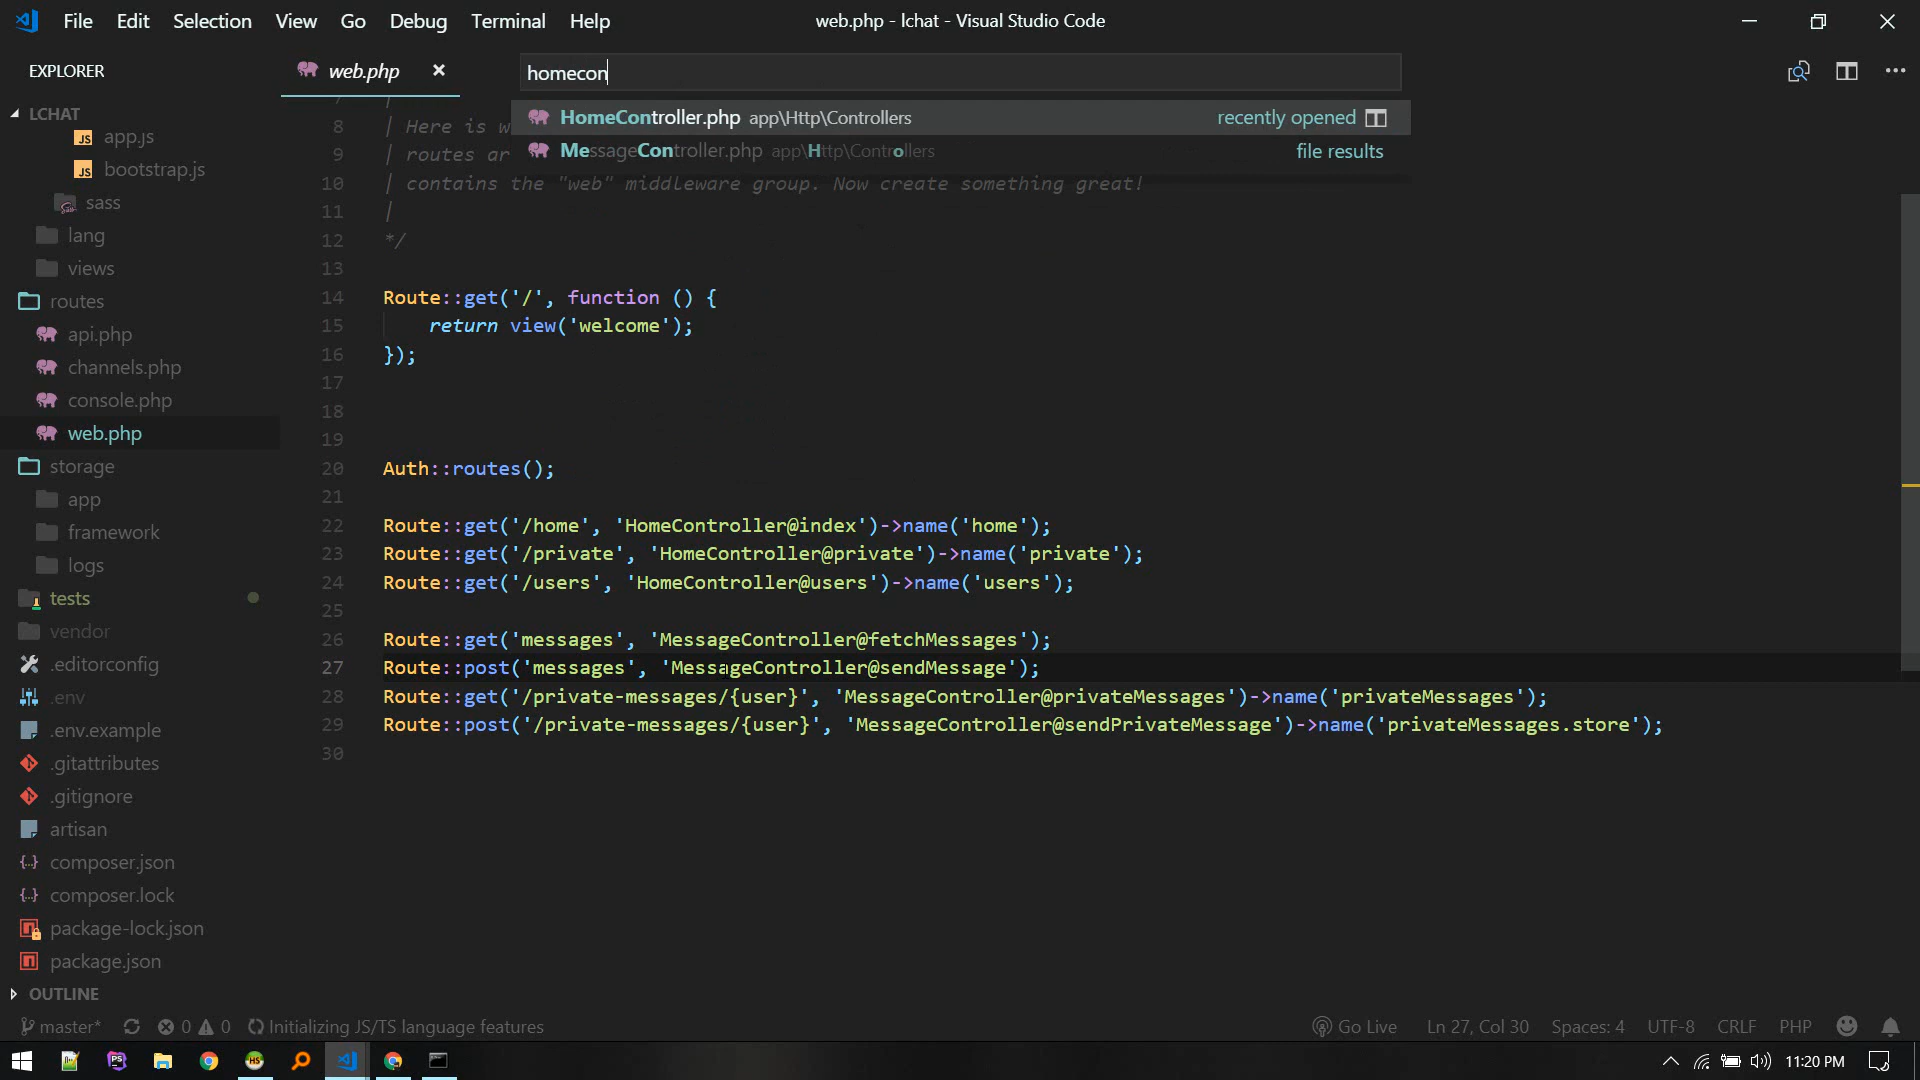 File Edit Selection View Go Debug Terminal Help
web.php - lchat - Visual Studio Code
EXPLORER
web.php
homecon
LCHAT
HomeController.php app\Http\Controllers recently opened
MessageController.php app\Http\Controllers file results
app.js
bootstrap.js
sass
lang
views
routes
api.php
channels.php
console.php
web.php
storage
app
framework
logs
tests
vendor
.editorconfig
.env
.env.example
.gitattributes
.gitignore
artisan
composer.json
composer.lock
package-lock.json
package.json
OUTLINE
7 |
8 | Here is w
9 | routes ar
10 | contains the "web" middleware group. Now create something great!
11 |
12 */
13
14 Route::get('/', function () {
15 return view('welcome');
16 });
17
18
19
20 Auth::routes();
21
22 Route::get('/home', 'HomeController@index')->name('home');
23 Route::get('/private', 'HomeController@private')->name('private');
24 Route::get('/users', 'HomeController@users')->name('users');
25
26 Route::get('messages', 'MessageController@fetchMessages');
27 Route::post('messages', 'MessageController@sendMessage');
28 Route::get('/private-messages/{user}', 'MessageController@privateMessages')->name('privateMessages');
29 Route::post('/private-messages/{user}', 'MessageController@sendPrivateMessage')->name('privateMessages.store');
30
master* 0 0 Initializing JS/TS language features Go Live Ln 27, Col 30 Spaces: 4 UTF-8 CRLF PHP
11:20 PM